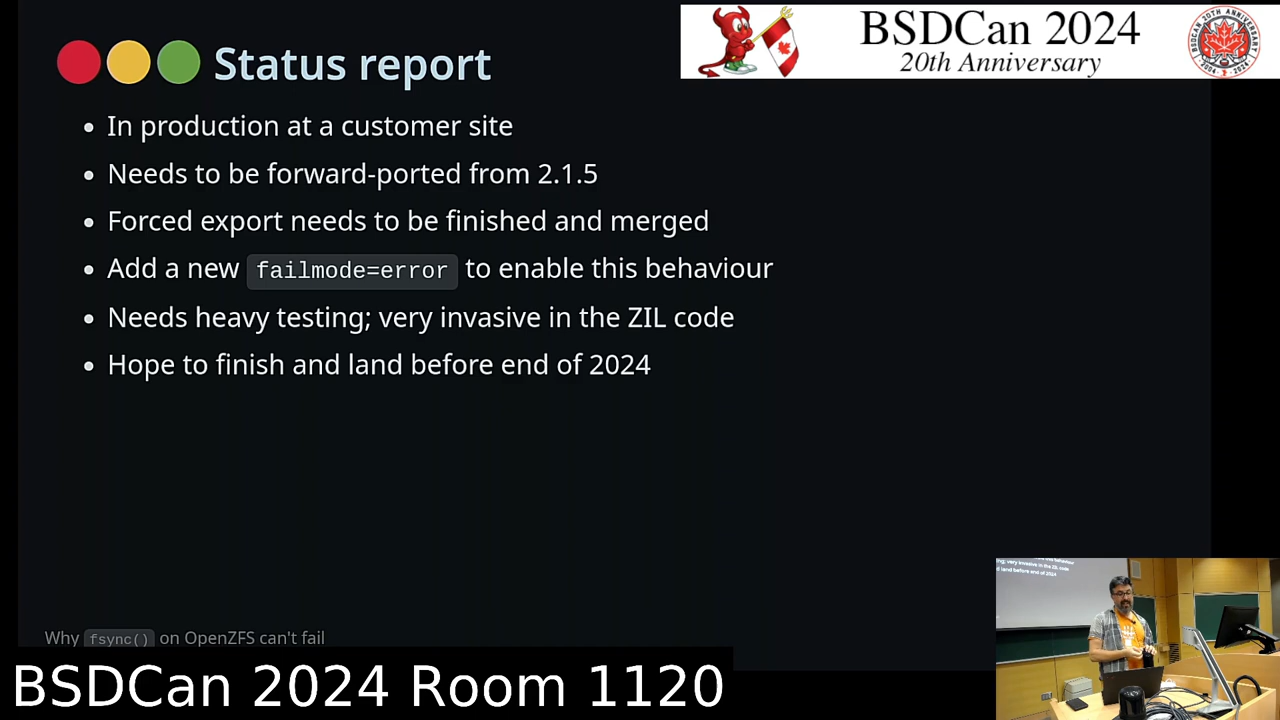 BSDCan 2024
20th Anniversary
Status report
In production at a customer site
Needs to be forward-ported from 2.1.5
Forced export needs to be finished and merged
Add a new failmode=error to enable this behaviour
Needs heavy testing; very invasive in the ZIL code
Hope to finish and land before end of 2024
Why fsync() on OpenZFS can't fail
BSDCan 2024 Room 1120